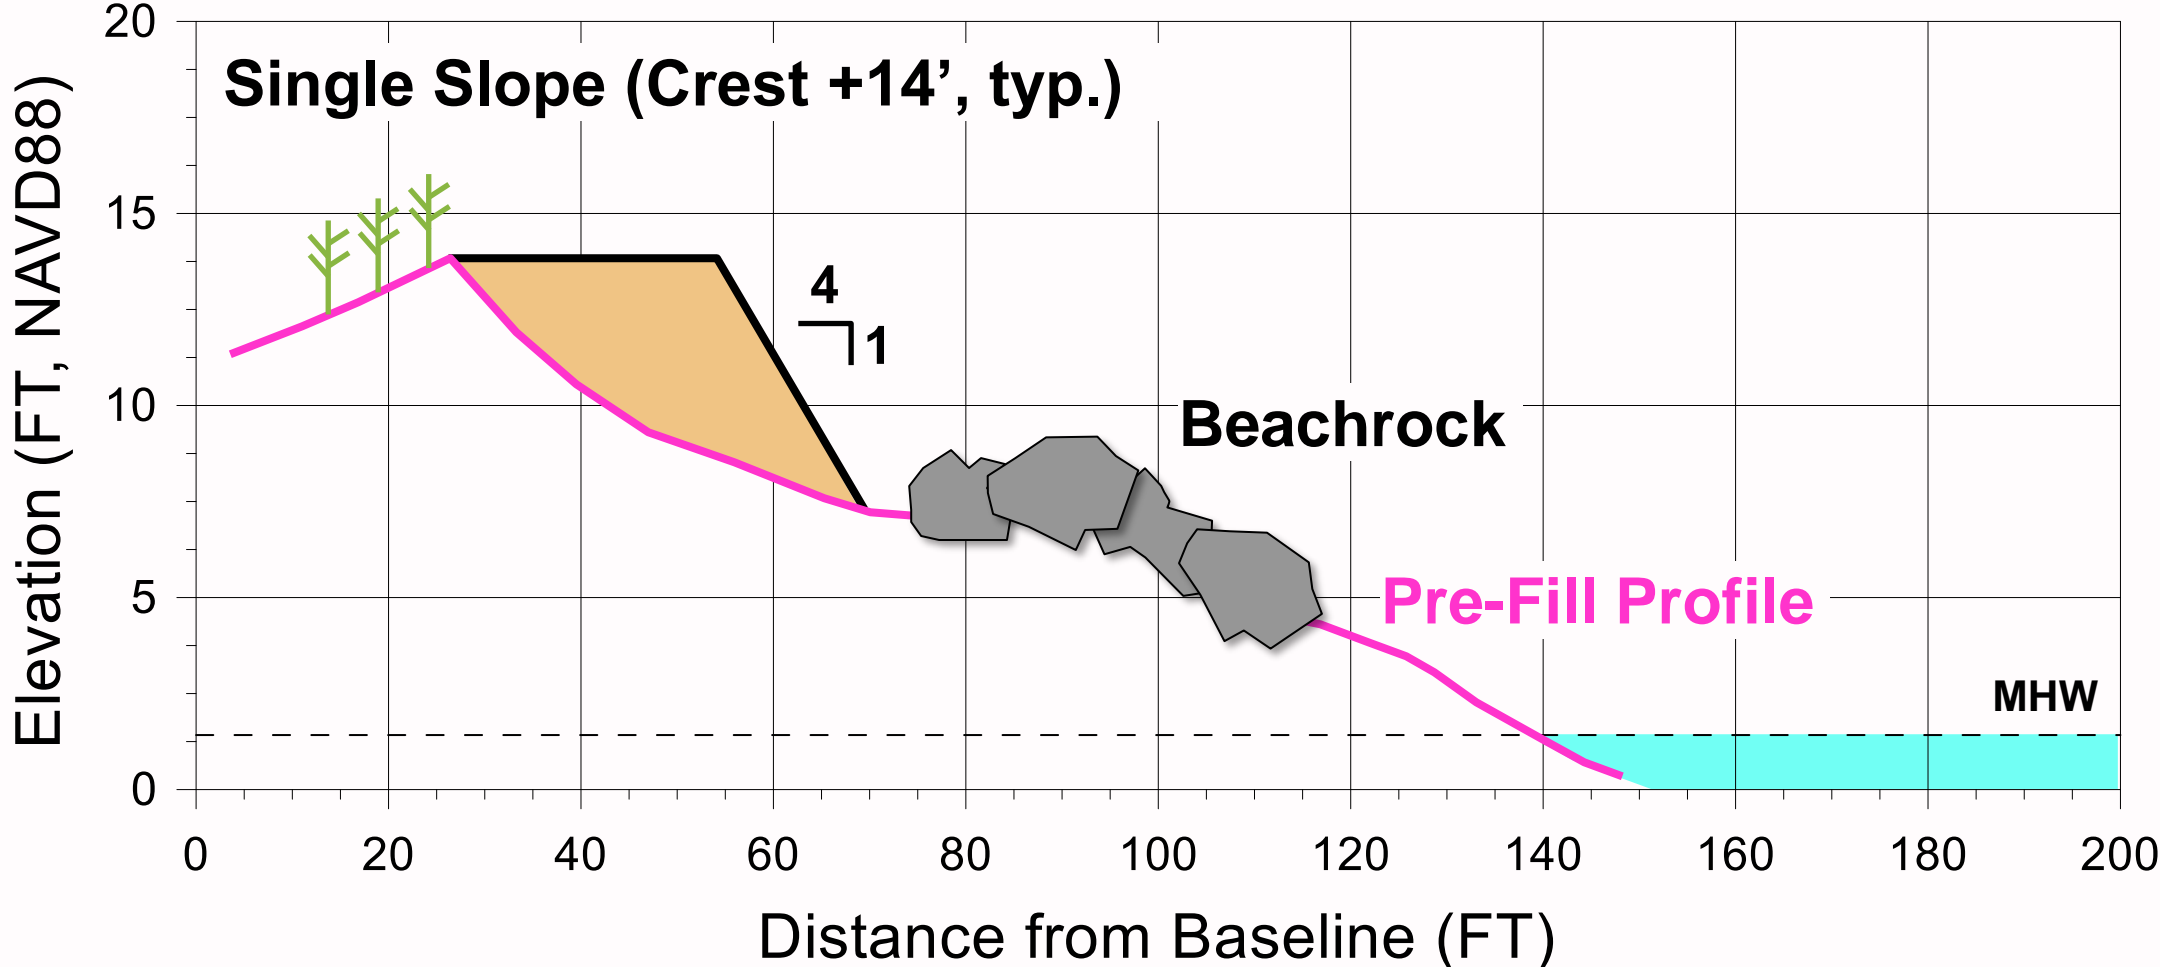 20
Single Slope (Crest +14’, typ.)
15
4
1
10
Beachrock
5
Pre-Fill Profile
MHW
0
0 20 40 60 80 100 120 140 160 180 200
Distance from Baseline (FT)
Elevation (FT, NAVD88)